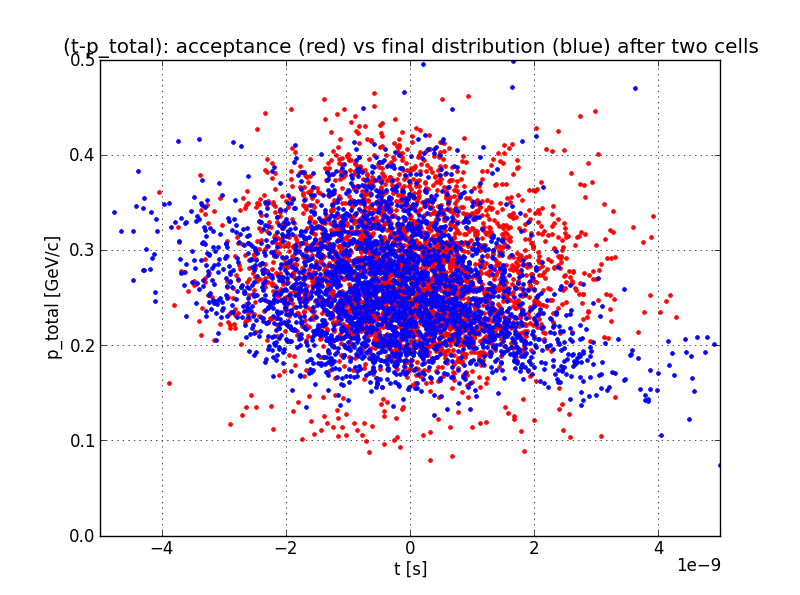 (t-p_total): acceptance (red) vs final distribution (blue) after two cells
0.5
0.4
0.3
0.2
0.1
0.0
p_total [GeV/c]
−4 −2 0 2 4
1e−9
t [s]